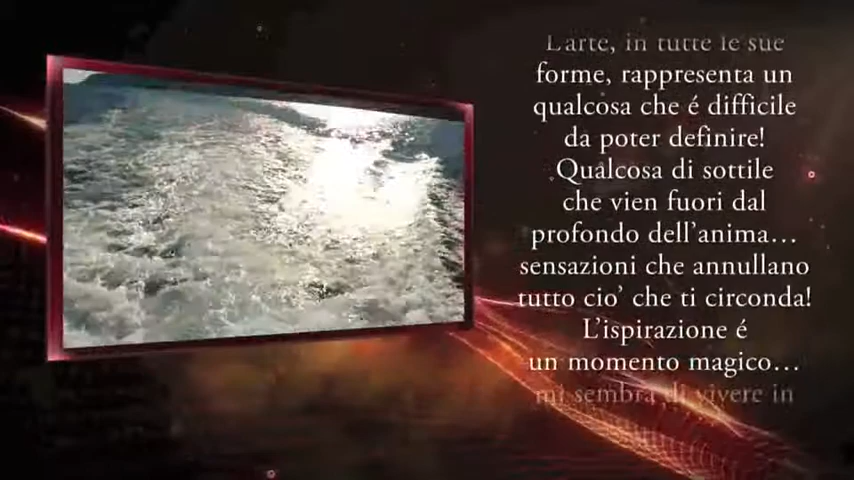 L'arte, in tutte le sue
forme, rappresenta un
qualcosa che é difficile
da poter definire!
Qualcosa di sottile
che vien fuori dal
profondo dell'anima...
sensazioni che annullano
tutto cio' che ti circonda!
L'ispirazione é
un momento magico...
mi sembra di vivere in